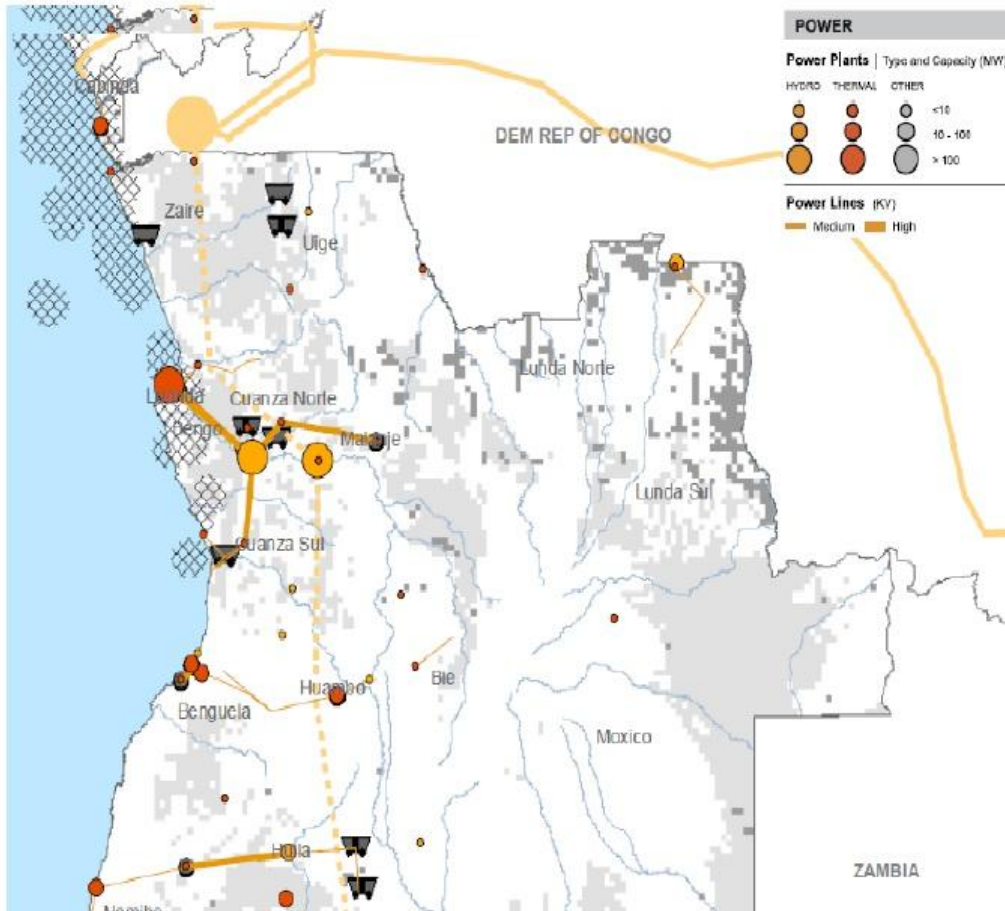 POWER
Power Plants | Type and Capacity (MW)
HYDRO THERMAL OTHER
<10
10 - 100
> 100
Power Lines (KV)
Medium High
Cabinda
DEM REP OF CONGO
Zaire
Uige
Lunda Norte
Luanda
Cuanza Norte
Bengo
Malanje
Lunda Sul
Cuanza Sul
Huambo
Bie
Benguela
Moxico
Huila
ZAMBIA